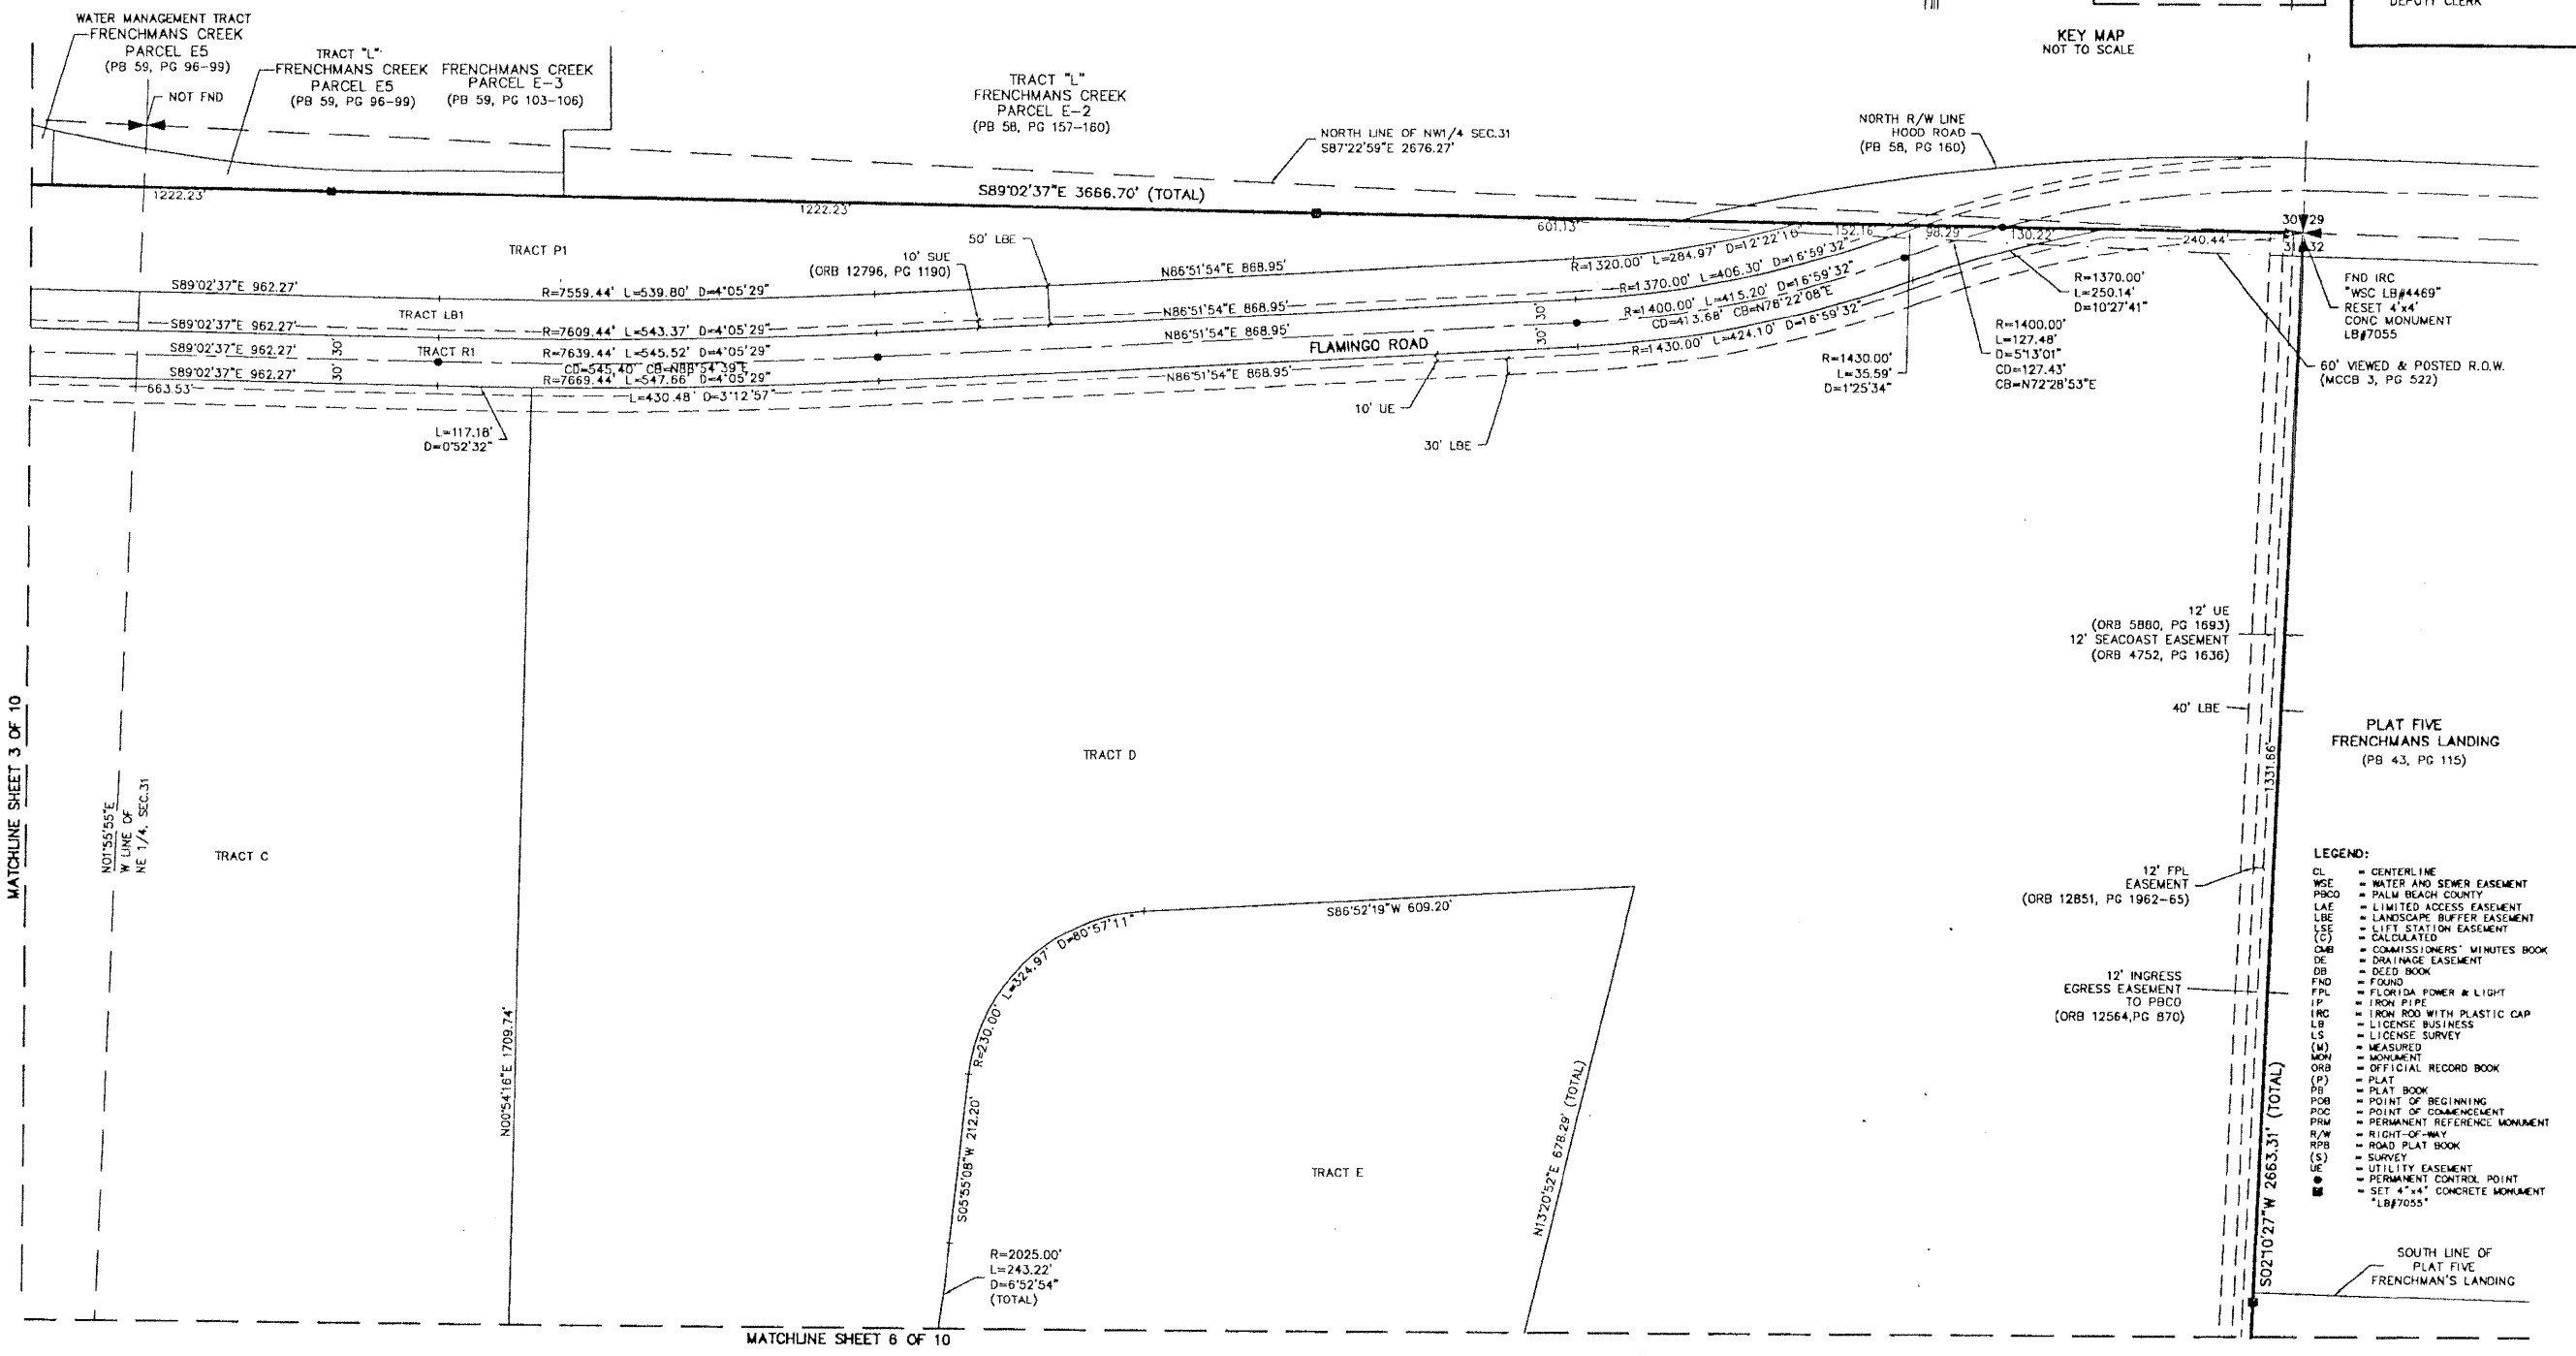 DEPUTY CLERK
KEY MAP
NOT TO SCALE
WATER MANAGEMENT TRACT
FRENCHMANS CREEK
PARCEL E5
(PB 59, PG 96-99)
NOT FND
TRACT "L"
FRENCHMANS CREEK
PARCEL E5
(PB 59, PG 96-99)
FRENCHMANS CREEK
PARCEL E-3
(PB 59, PG 103-106)
TRACT "L"
FRENCHMANS CREEK
PARCEL E-2
(PB 58, PG 157-160)
NORTH LINE OF NW1/4 SEC.31
S87°22'59"E 2676.27'
NORTH R/W LINE
HOOD ROAD
(PB 58, PG 160)
S89°02'37"E 3666.70' (TOTAL)
1222.23'
1222.23'
601.13'
152.16'
98.29'
130.22'
240.44'
30 29
31 32
TRACT P1
50' LBE
10' SUE
(ORB 12796, PG 1190)
S89°02'37"E 962.27'
R=7559.44' L=539.80' D=4°05'29"
N86°51'54"E 868.95'
R=1320.00' L=284.97' D=12°22'10"
TRACT LB1
S89°02'37"E 962.27'
R=7609.44' L=543.37' D=4°05'29"
N86°51'54"E 868.95'
R=1370.00' L=406.30' D=16°59'32"
S89°02'37"E 962.27'
30' 30'
TRACT R1
R=7639.44' L=545.52' D=4°05'29"
CD=545.40' CB=N88°54'39"E
N86°51'54"E 868.95'
FLAMINGO ROAD
30' 30'
R=1400.00' L=415.20' D=16°59'32"
CD=413.68' CB=N78°22'08"E
S89°02'37"E 962.27'
R=7669.44' L=547.66' D=4°05'29"
N86°51'54"E 868.95'
R=1430.00' L=424.10' D=16°59'32"
663.53'
L=430.48' D=3°12'57"
L=117.18'
D=0°52'32"
10' UE
30' LBE
R=1430.00'
L=35.59'
D=1°25'34"
R=1400.00'
L=127.48'
D=5°13'01"
CD=127.43'
CB=N72°28'53"E
R=1370.00'
L=250.14'
D=10°27'41"
FND IRC
"WSC LB#4469"
RESET 4"x4"
CONC MONUMENT
LB#7055
60' VIEWED & POSTED R.O.W.
(MCCB 3, PG 522)
12' UE
(ORB 5880, PG 1693)
12' SEACOAST EASEMENT
(ORB 4752, PG 1636)
40' LBE
1331.66'
PLAT FIVE
FRENCHMANS LANDING
(PB 43, PG 115)
MATCHLINE SHEET 3 OF 10
N01°55'55"E
W LINE OF
NE 1/4, SEC.31
TRACT C
TRACT D
N00°54'16"E 1709.74'
S86°52'19"W 609.20'
R=230.00' L=324.97' D=80°57'11"
S05°55'08"W 212.20'
R=2025.00'
L=243.22'
D=6°52'54"
(TOTAL)
TRACT E
N13°20'52"E 678.29' (TOTAL)
12' FPL
EASEMENT
(ORB 12851, PG 1962-65)
12' INGRESS
EGRESS EASEMENT
TO PBCO
(ORB 12564,PG 870)
S02°10'27"W 2663.31' (TOTAL)
LEGEND:
CL = CENTERLINE
WSE = WATER AND SEWER EASEMENT
PBCO = PALM BEACH COUNTY
LAE = LIMITED ACCESS EASEMENT
LBE = LANDSCAPE BUFFER EASEMENT
LSE = LIFT STATION EASEMENT
(C) = CALCULATED
CMB = COMMISSIONERS' MINUTES BOOK
DE = DRAINAGE EASEMENT
DB = DEED BOOK
FND = FOUND
FPL = FLORIDA POWER & LIGHT
IP = IRON PIPE
IRC = IRON ROD WITH PLASTIC CAP
LB = LICENSE BUSINESS
LS = LICENSE SURVEY
(M) = MEASURED
MON = MONUMENT
ORB = OFFICIAL RECORD BOOK
(P) = PLAT
PB = PLAT BOOK
POB = POINT OF BEGINNING
POC = POINT OF COMMENCEMENT
PRM = PERMANENT REFERENCE MONUMENT
R/W = RIGHT-OF-WAY
RPB = ROAD PLAT BOOK
(S) = SURVEY
UE = UTILITY EASEMENT
= PERMANENT CONTROL POINT
= SET 4"x4" CONCRETE MONUMENT
"LB#7055"
SOUTH LINE OF
PLAT FIVE
FRENCHMAN'S LANDING
MATCHLINE SHEET 6 OF 10